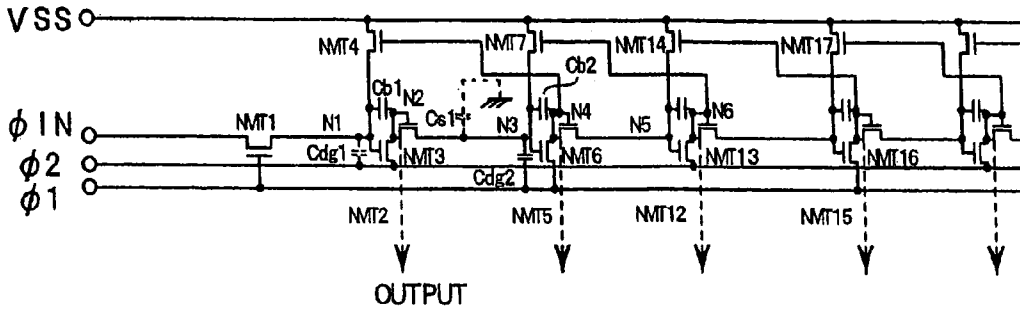 VSS
NMT4
NMT7
NMT14
NMT17
Cb2
Cb1
N2
Cs1
N4
N6
φIN
NMT1
N1
N3
N5
Cdg1
NMT3
NMT6
NMT13
NMT16
φ2
Cdg2
φ1
NMT2
NMT5
NMT12
NMT15
OUTPUT